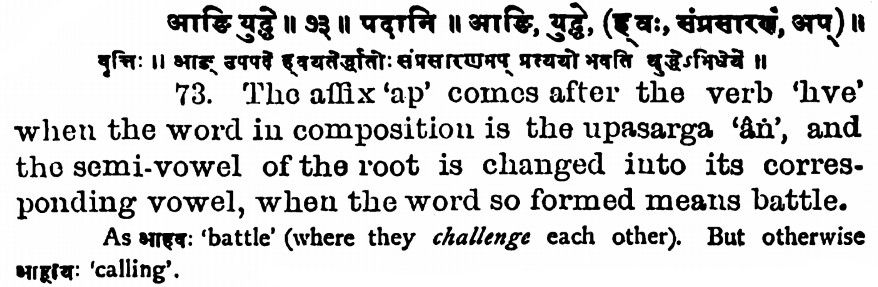 आङि युद्धे ॥ ७३ ॥ पदानि ॥ आङि, युद्धे, (ह्वः, संप्रसारणं, अप्)॥
वृत्तिः ॥ आङ् उपपदे ह्वयतेर्द्धातोः संप्रसारणमप् प्रत्ययो भवति युद्धेऽभिधेये ॥
73. The affix 'ap' comes after the verb 'hve'
when the word in composition is the upasarga 'âṅ', and
the semi-vowel of the root is changed into its corres-
ponding vowel, when the word so formed means battle.
As आहवः 'battle' (where they challenge each other). But otherwise
आह्वायः 'calling'.